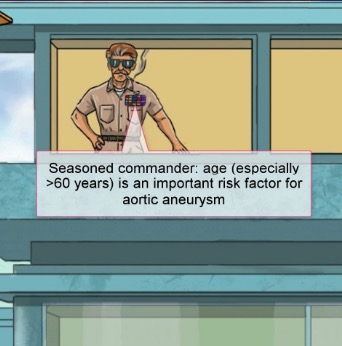 Seasoned commander: age (especially
>60 years) is an important risk factor for
aortic aneurysm